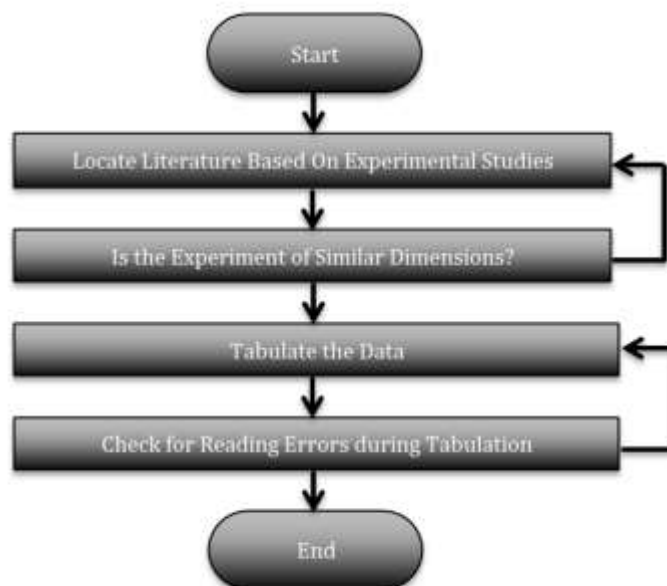 Start
Locate Literature Based On Experimental Studies
Is the Experiment of Similar Dimensions?
Tabulate the Data
Check for Reading Errors during Tabulation
End